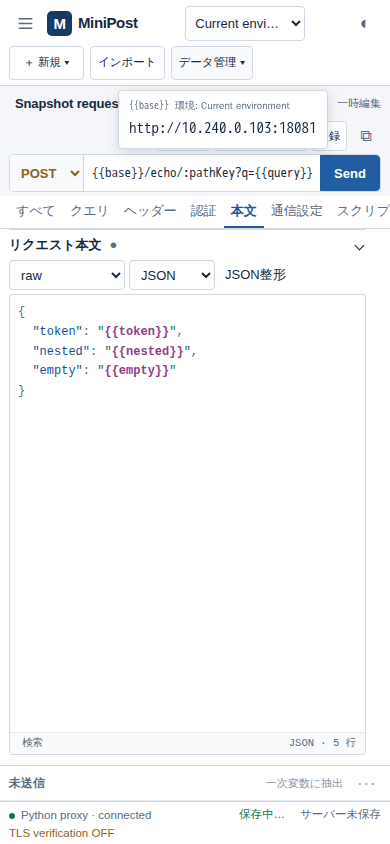 M MiniPost Current envi…
＋ 新規 ▾ インポート データ管理 ▾
Snapshot reques 一時編集
{{base}} 環境: Current environment
http://10.240.0.103:18081
録
POST {{base}}/echo/:pathKey?q={{query}} Send
すべて クエリ ヘッダー 認証 本文 通信設定 スクリプ
リクエスト本文 ●
raw JSON JSON整形
{
"token": "{{token}}",
"nested": "{{nested}}",
"empty": "{{empty}}"
}
検索 JSON · 5 行
未送信 一次変数に抽出 ···
● Python proxy · connected 保存中… サーバー未保存
TLS verification OFF